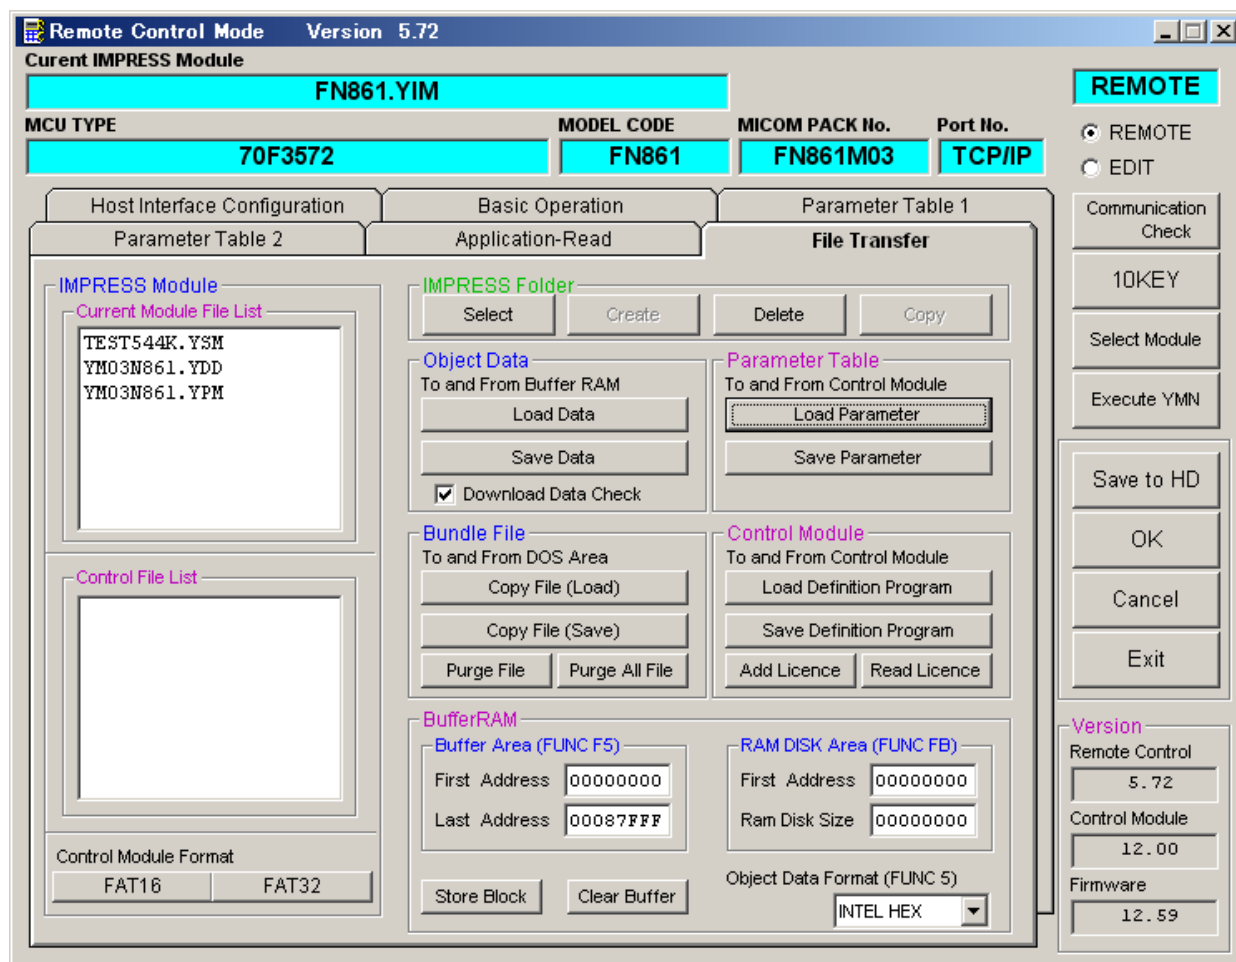 Remote Control Mode Version 5.72
Curent IMPRESS Module
FN861.YIM
REMOTE
MCU TYPE MODEL CODE MICOM PACK No. Port No.
70F3572 FN861 FN861M03 TCP/IP
REMOTE
EDIT
Host Interface Configuration Basic Operation Parameter Table 1
Parameter Table 2 Application-Read File Transfer
Communication
Check
10KEY
Select Module
Execute YMN
Save to HD
OK
Cancel
Exit
IMPRESS Module
Current Module File List
TEST544K.YSM
YM03N861.YDD
YM03N861.YPM
Control File List
Control Module Format
FAT16 FAT32
IMPRESS Folder
Select Create Delete Copy
Object Data
To and From Buffer RAM
Load Data
Save Data
Download Data Check
Parameter Table
To and From Control Module
Load Parameter
Save Parameter
Bundle File
To and From DOS Area
Copy File (Load)
Copy File (Save)
Purge File Purge All File
Control Module
To and From Control Module
Load Definition Program
Save Definition Program
Add Licence Read Licence
BufferRAM
Buffer Area (FUNC F5)
First Address 00000000
Last Address 00087FFF
RAM DISK Area (FUNC FB)
First Address 00000000
Ram Disk Size 00000000
Store Block Clear Buffer
Object Data Format (FUNC 5)
INTEL HEX
Version
Remote Control
5.72
Control Module
12.00
Firmware
12.59